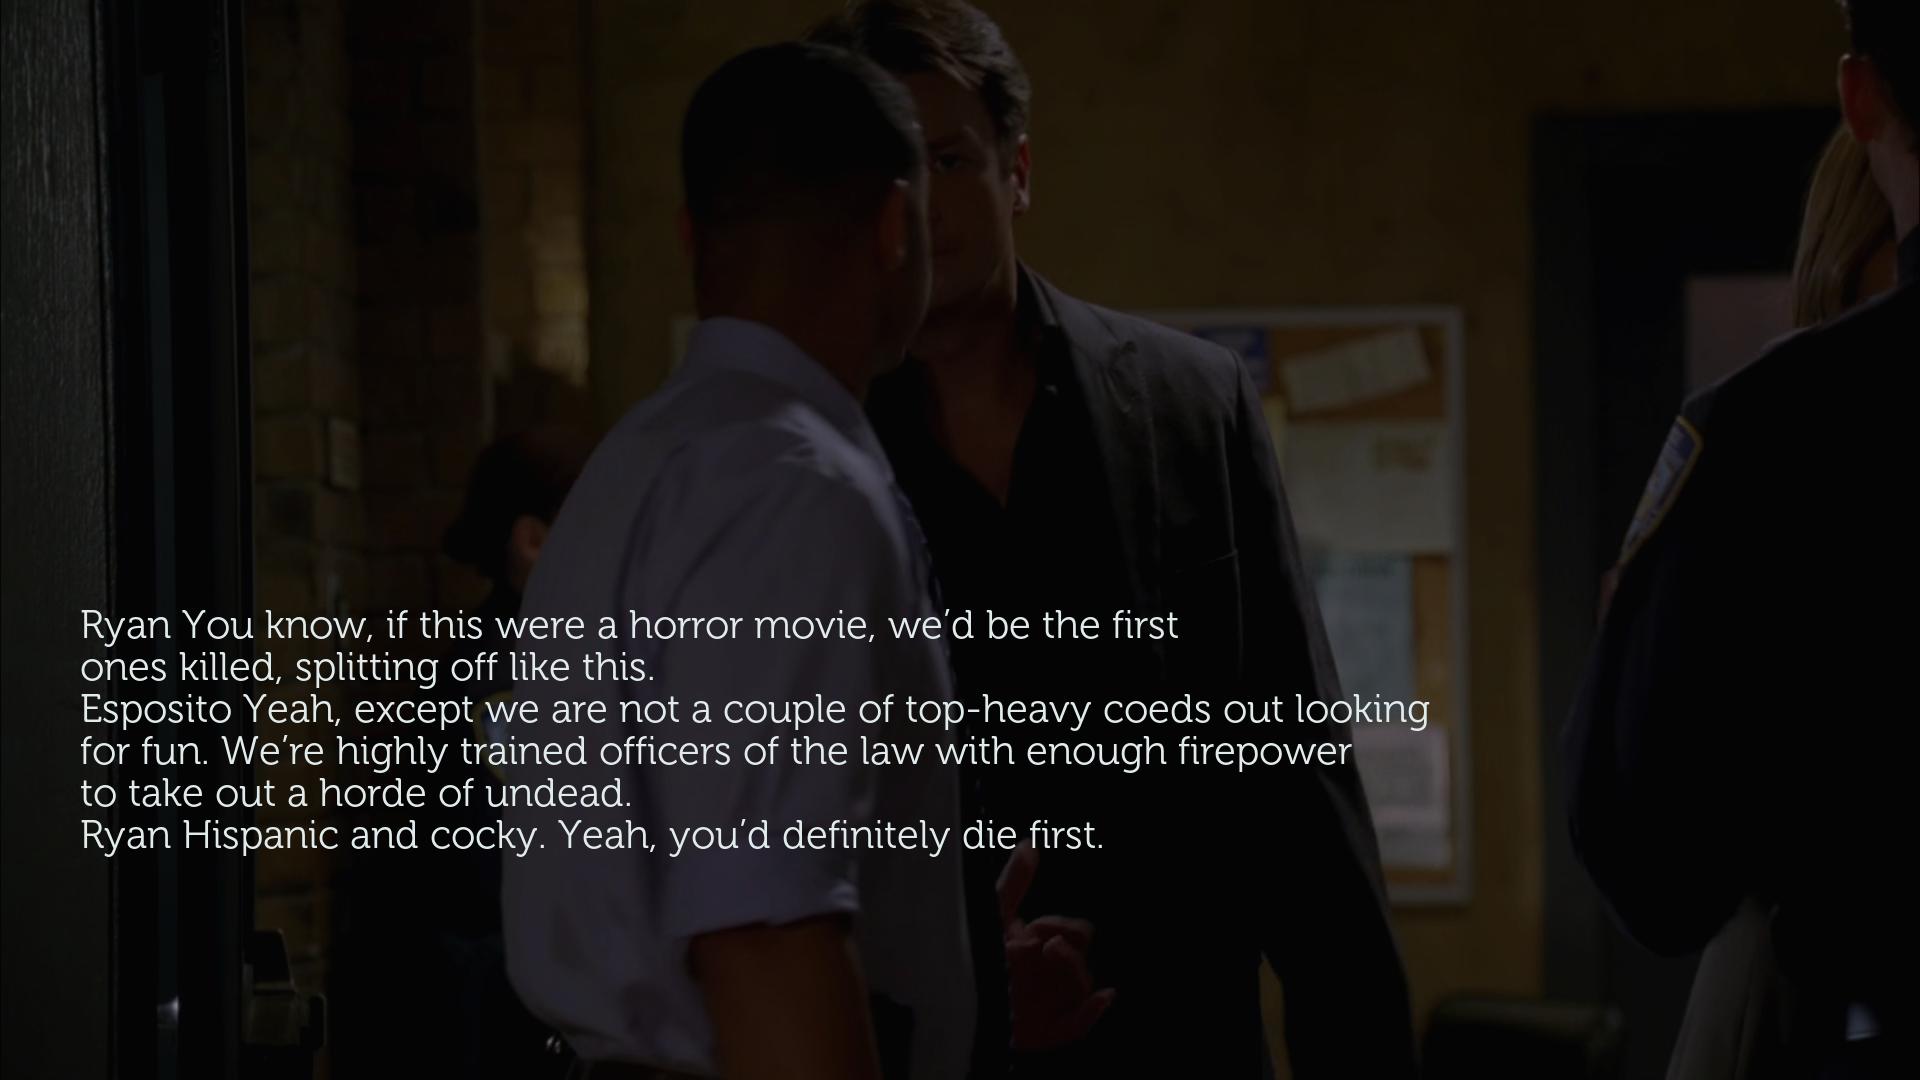 Ryan You know, if this were a horror movie, we’d be the first
ones killed, splitting off like this.
Esposito Yeah, except we are not a couple of top-heavy coeds out looking
for fun. We’re highly trained officers of the law with enough firepower
to take out a horde of undead.
Ryan Hispanic and cocky. Yeah, you’d definitely die first.